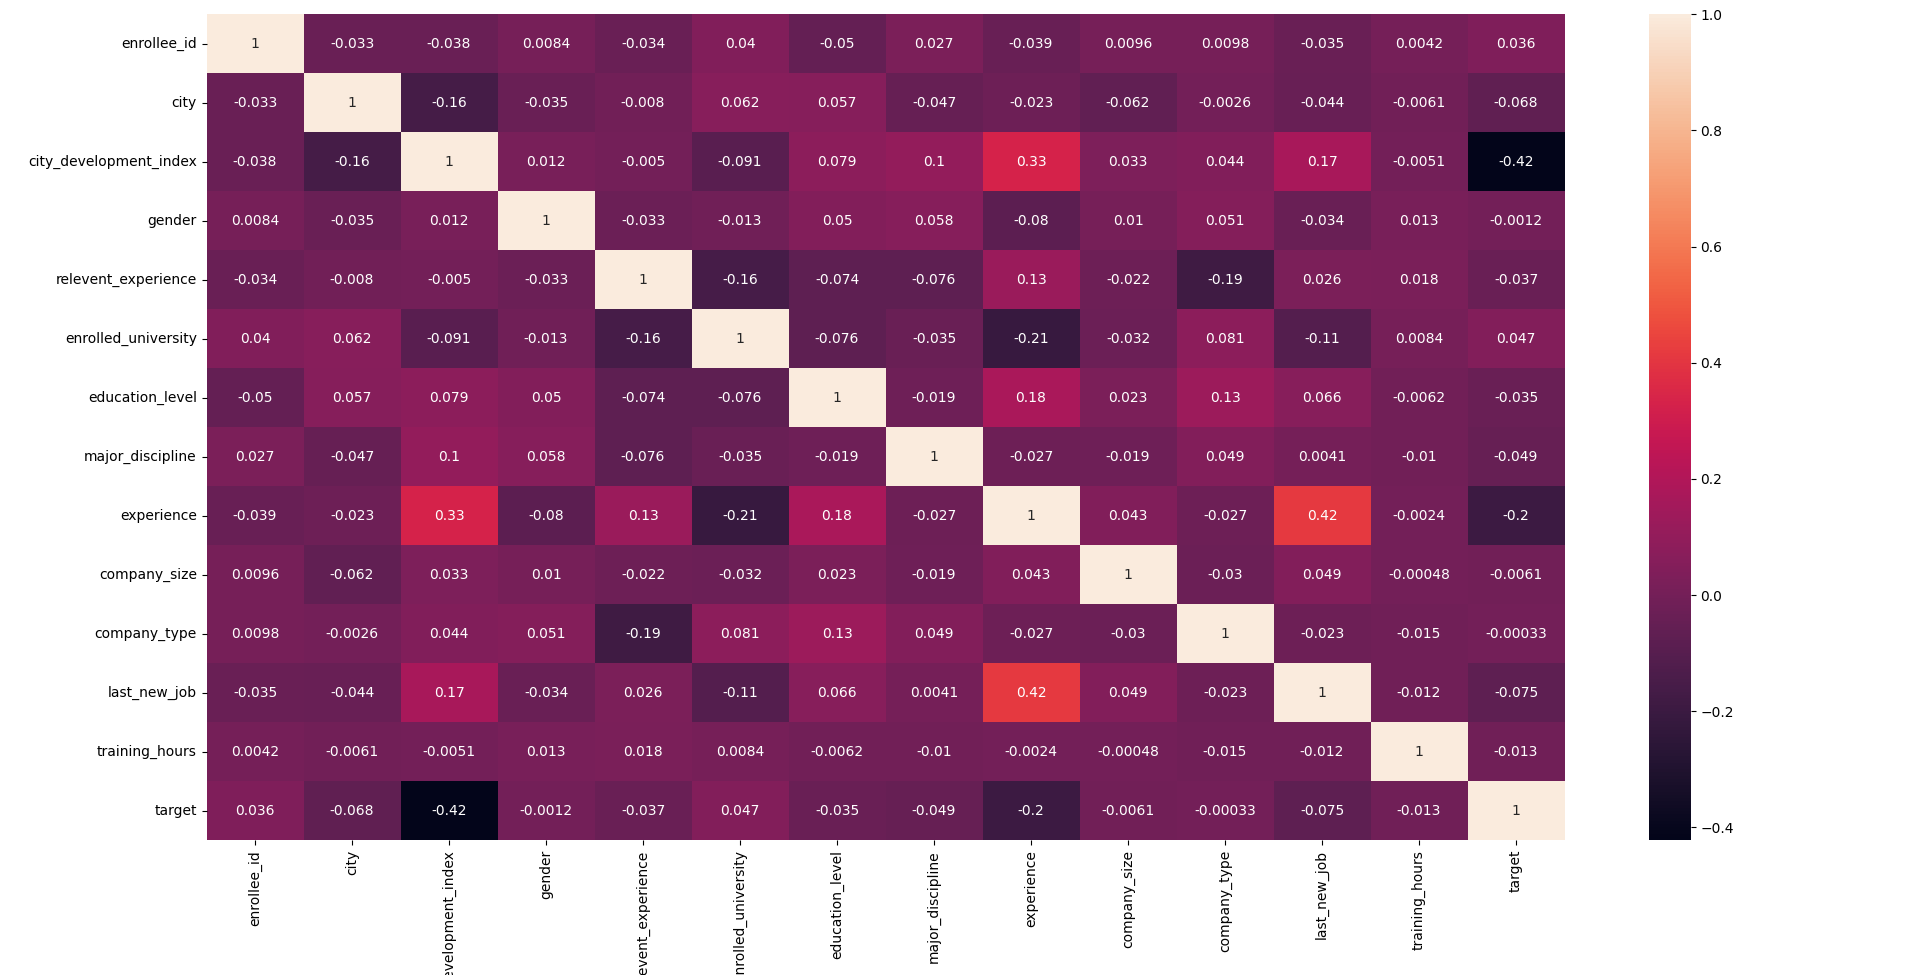 enrollee_id 1 -0.033 -0.038 0.0084 -0.034 0.04 -0.05 0.027 -0.039 0.0096 0.0098 -0.035 0.0042 0.036
city -0.033 1 -0.16 -0.035 -0.008 0.062 0.057 -0.047 -0.023 -0.062 -0.0026 -0.044 -0.0061 -0.068
city_development_index -0.038 -0.16 1 0.012 -0.005 -0.091 0.079 0.1 0.33 0.033 0.044 0.17 -0.0051 -0.42
gender 0.0084 -0.035 0.012 1 -0.033 -0.013 0.05 0.058 -0.08 0.01 0.051 -0.034 0.013 -0.0012
relevent_experience -0.034 -0.008 -0.005 -0.033 1 -0.16 -0.074 -0.076 0.13 -0.022 -0.19 0.026 0.018 -0.037
enrolled_university 0.04 0.062 -0.091 -0.013 -0.16 1 -0.076 -0.035 -0.21 -0.032 0.081 -0.11 0.0084 0.047
education_level -0.05 0.057 0.079 0.05 -0.074 -0.076 1 -0.019 0.18 0.023 0.13 0.066 -0.0062 -0.035
major_discipline 0.027 -0.047 0.1 0.058 -0.076 -0.035 -0.019 1 -0.027 -0.019 0.049 0.0041 -0.01 -0.049
experience -0.039 -0.023 0.33 -0.08 0.13 -0.21 0.18 -0.027 1 0.043 -0.027 0.42 -0.0024 -0.2
company_size 0.0096 -0.062 0.033 0.01 -0.022 -0.032 0.023 -0.019 0.043 1 -0.03 0.049 -0.00048 -0.0061
company_type 0.0098 -0.0026 0.044 0.051 -0.19 0.081 0.13 0.049 -0.027 -0.03 1 -0.023 -0.015 -0.00033
last_new_job -0.035 -0.044 0.17 -0.034 0.026 -0.11 0.066 0.0041 0.42 0.049 -0.023 1 -0.012 -0.075
training_hours 0.0042 -0.0061 -0.0051 0.013 0.018 0.0084 -0.0062 -0.01 -0.0024 -0.00048 -0.015 -0.012 1 -0.013
target 0.036 -0.068 -0.42 -0.0012 -0.037 0.047 -0.035 -0.049 -0.2 -0.0061 -0.00033 -0.075 -0.013 1
enrollee_id
city
evelopment_index
gender
event_experience
nrolled_university
education_level
major_discipline
experience
company_size
company_type
last_new_job
training_hours
target
1.0
0.8
0.6
0.4
0.2
0.0
−0.2
−0.4